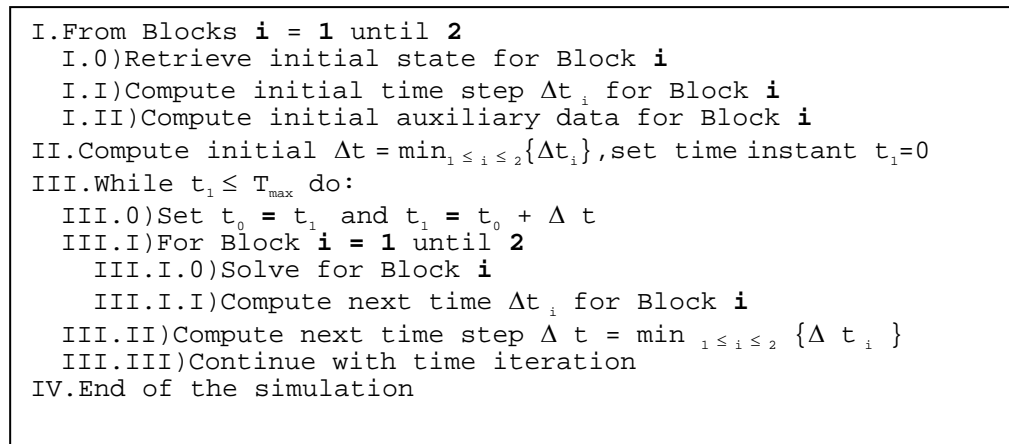 I.From Blocks i = 1 until 2
I.0)Retrieve initial state for Block i
I.I)Compute initial time step Δt i for Block i
I.II)Compute initial auxiliary data for Block i
II.Compute initial Δt = min 1 ≤ i ≤ 2 {Δt i},set time instant t1=0
III.While t1 ≤ Tmax do:
III.0)Set t0 = t1 and t1 = t0 + Δ t
III.I)For Block i = 1 until 2
III.I.0)Solve for Block i
III.I.I)Compute next time Δt i for Block i
III.II)Compute next time step Δ t = min 1 ≤ i ≤ 2 {Δ t i }
III.III)Continue with time iteration
IV.End of the simulation